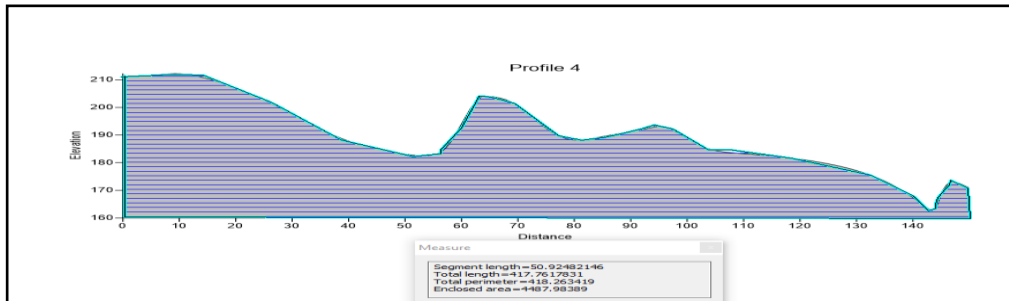 Profile 4
210
200
190
180
170
160
Elevation
0 10 20 30 40 50 60 70 80 90 100 110 120 130 140
Distance
Measure
Segment length=50.92482146
Total length=417.7617831
Total perimeter=418.263419
Enclosed area=4487.98389